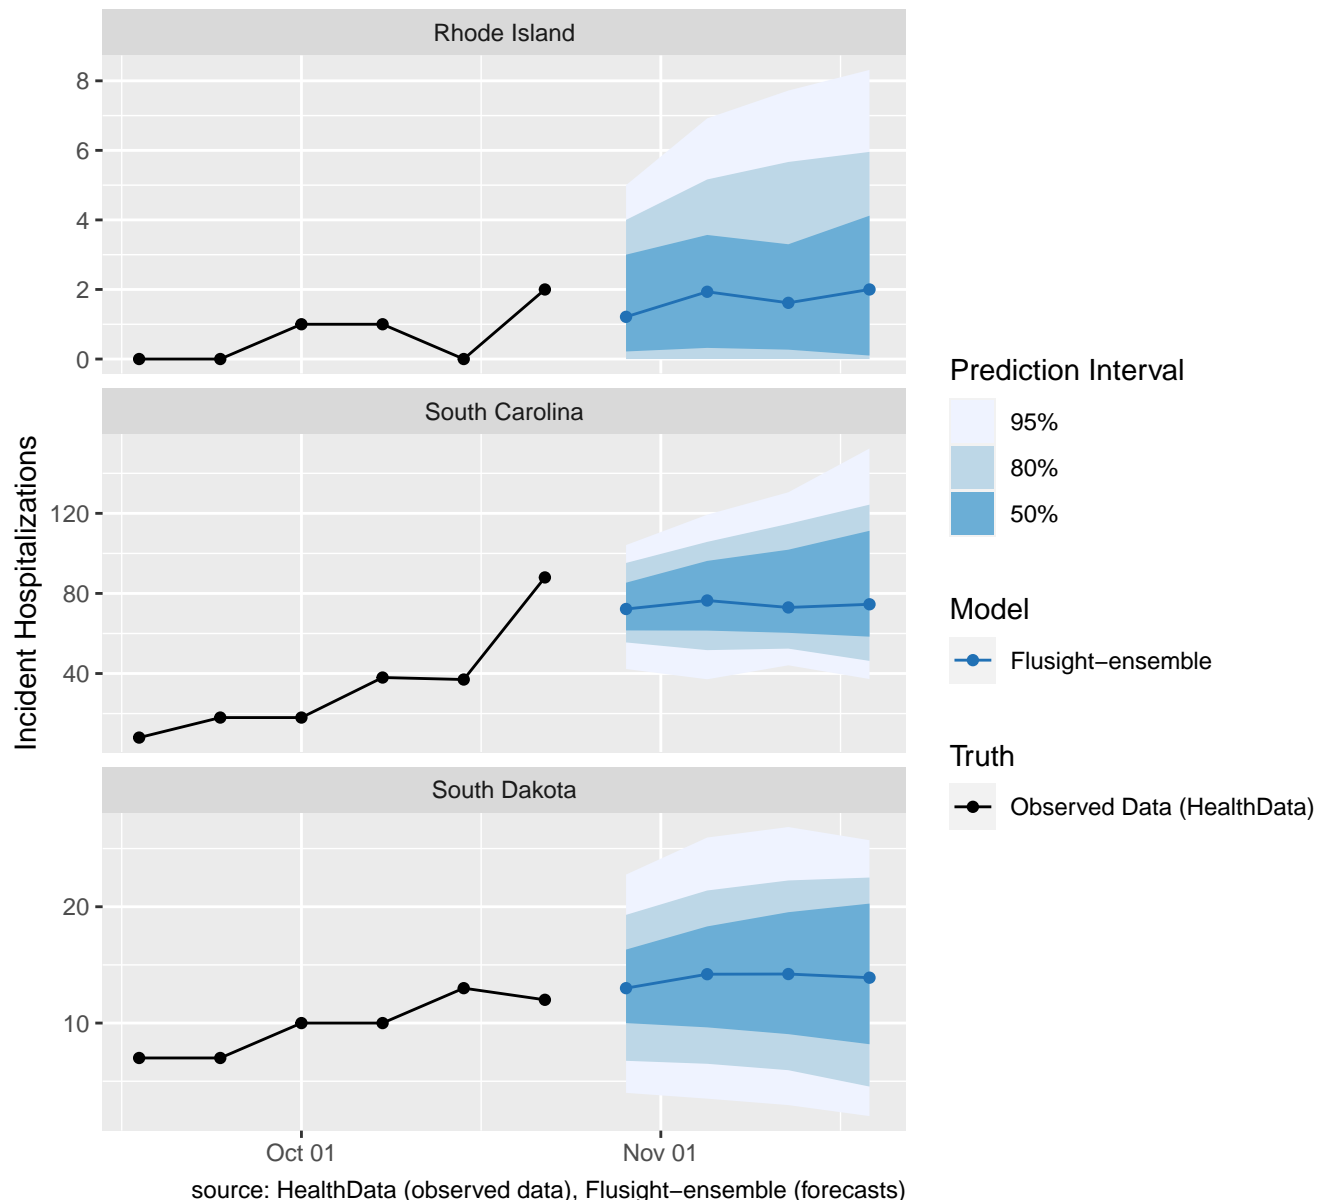 Rhode Island
8
6
4
2
0
South Carolina
120
80
40
South Dakota
20
10
Oct 01
Nov 01
Incident Hospitalizations
source: HealthData (observed data), Flusight−ensemble (forecasts)
Prediction Interval
95%
80%
50%
Model
Flusight−ensemble
Truth
Observed Data (HealthData)